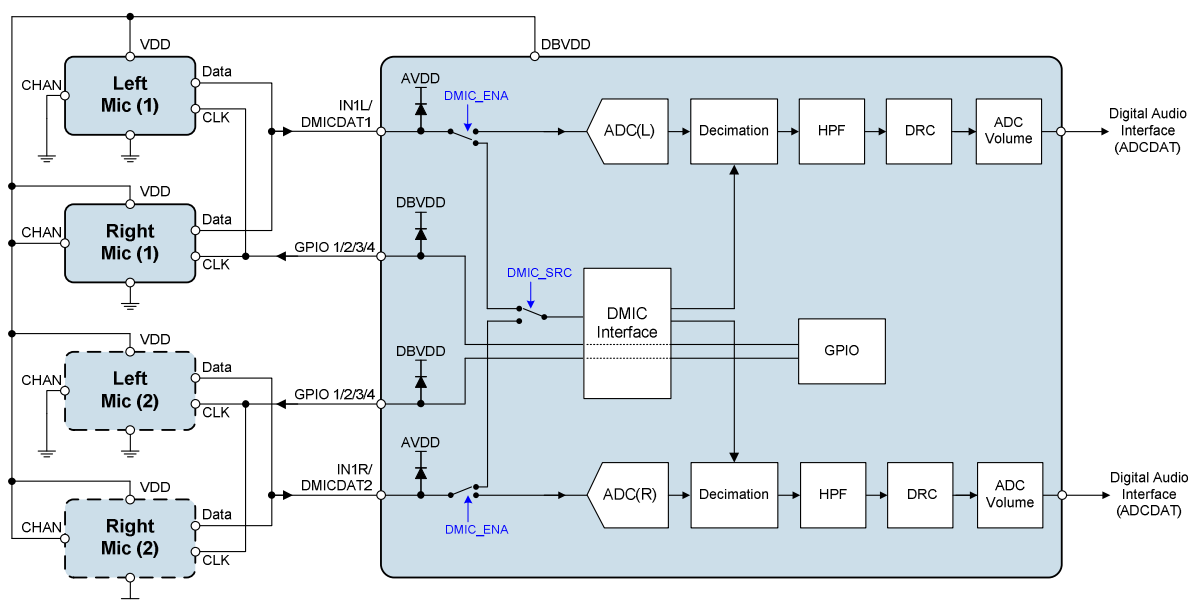 VDD
CHAN
Left
Mic (1)
Data
CLK
VDD
CHAN
Right
Mic (1)
Data
CLK
VDD
CHAN
Left
Mic (2)
Data
CLK
VDD
CHAN
Right
Mic (2)
Data
CLK
IN1L/
DMICDAT1
GPIO 1/2/3/4
GPIO 1/2/3/4
IN1R/
DMICDAT2
DBVDD
AVDD
DMIC_ENA
ADC(L)
Decimation
HPF
DRC
ADC
Volume
Digital Audio
Interface
(ADCDAT)
DBVDD
DMIC_SRC
DMIC
Interface
GPIO
DBVDD
AVDD
DMIC_ENA
ADC(R)
Decimation
HPF
DRC
ADC
Volume
Digital Audio
Interface
(ADCDAT)